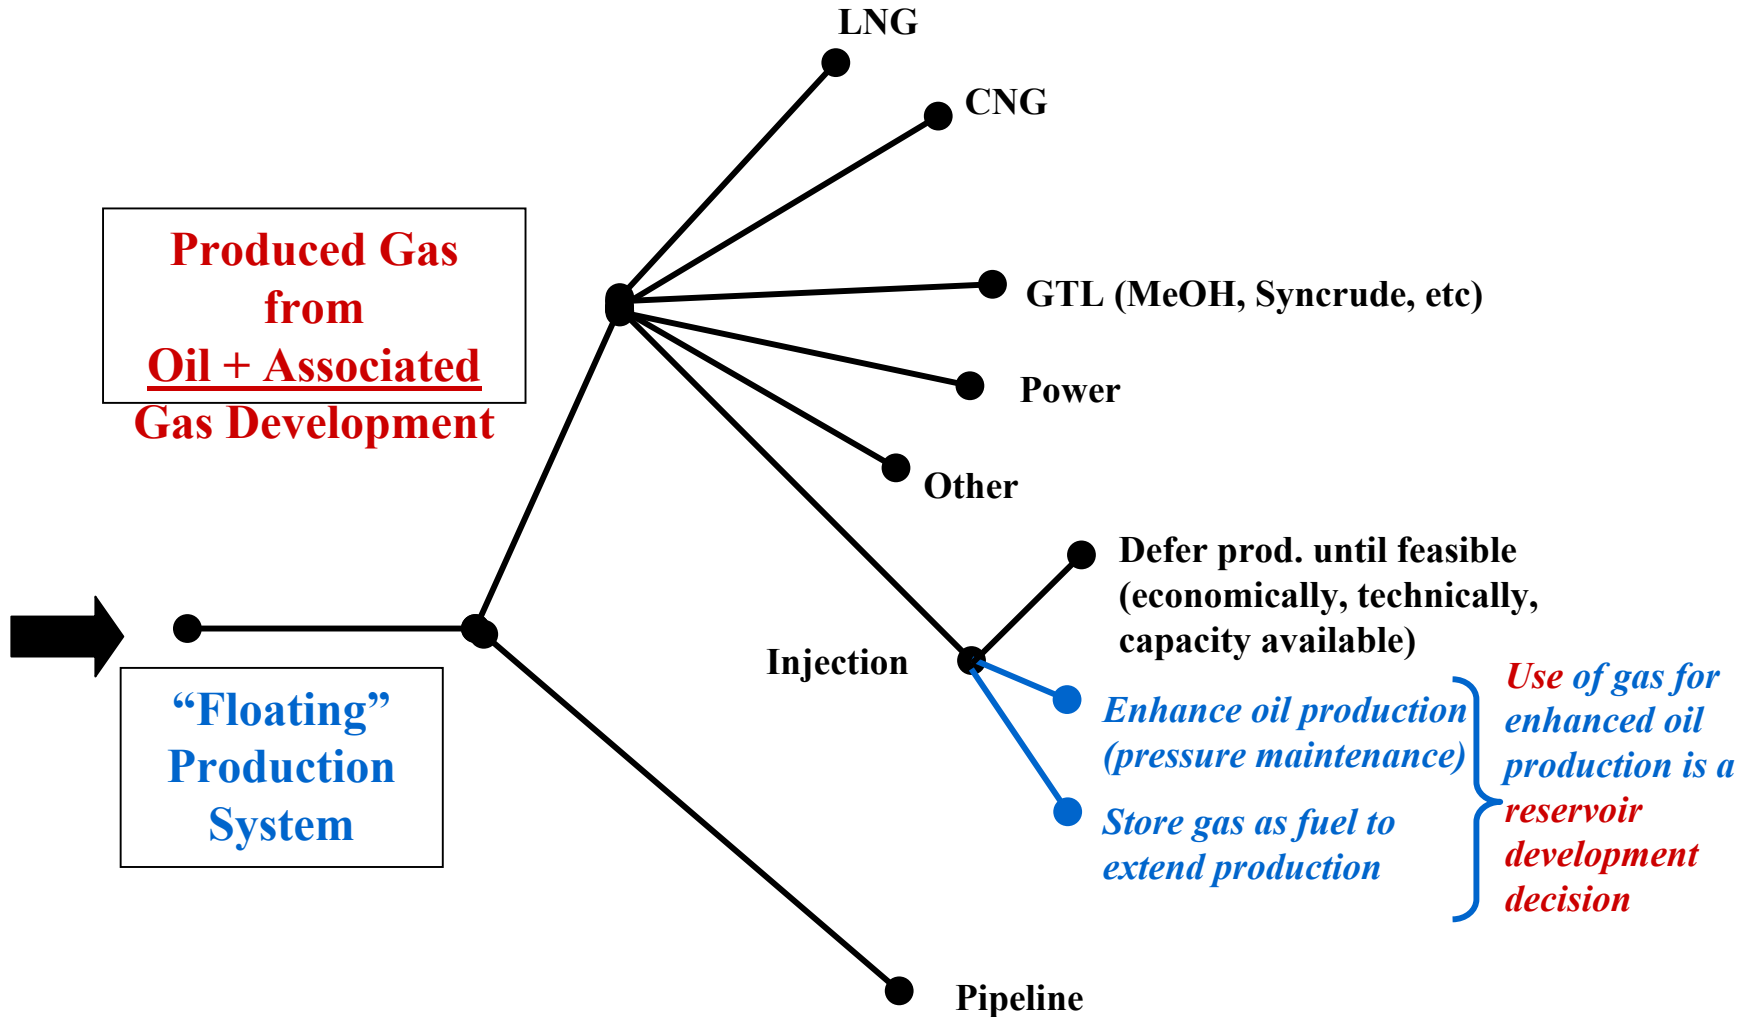 LNG
CNG
Produced Gas
from
Oil + Associated
Gas Development
GTL (MeOH, Syncrude, etc)
Power
Other
Defer prod. until feasible
(economically, technically,
capacity available)
Injection
“Floating”
Production
System
Enhance oil production
(pressure maintenance)
Store gas as fuel to
extend production
Use of gas for
enhanced oil
production is a
reservoir
development
decision
Pipeline